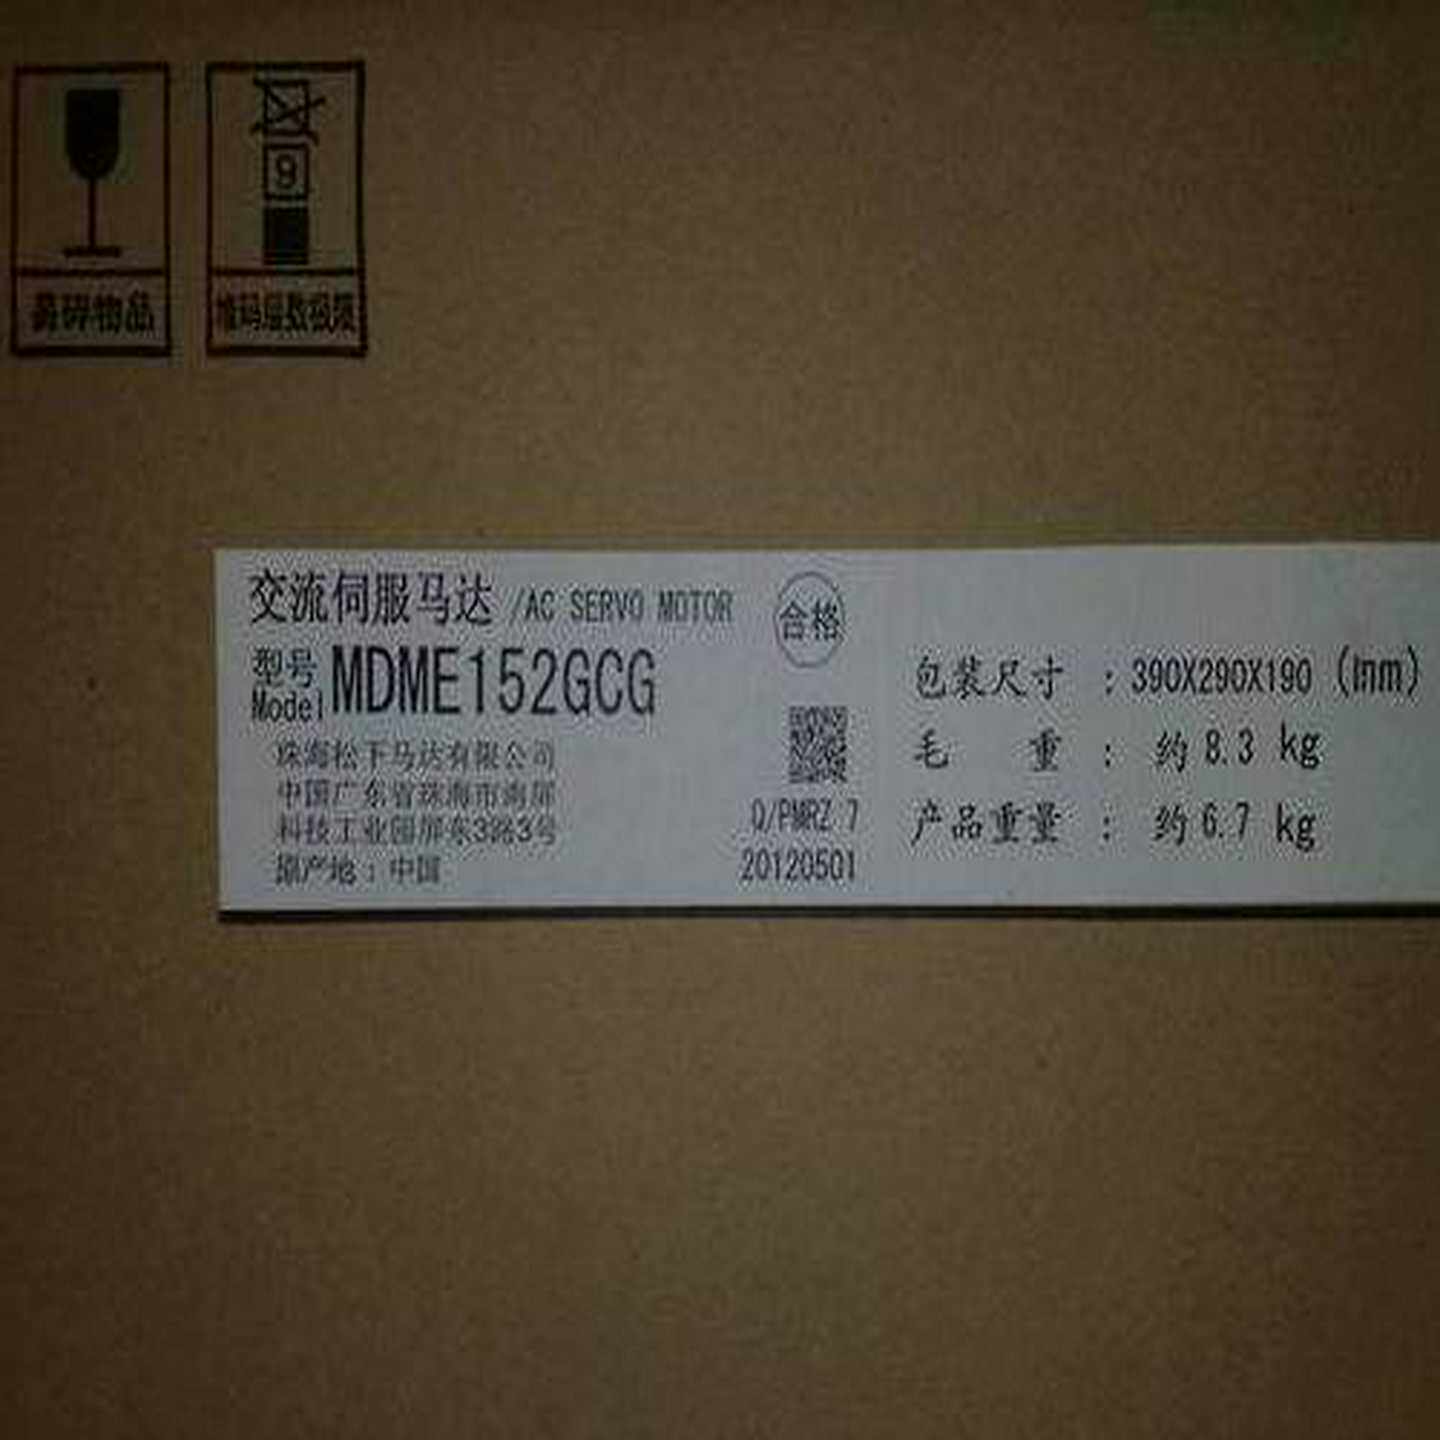 9
易碎物品
堆码层数极限
交流伺服马达 /AC SERVO MOTOR
合格
型号
Model MDME152GCG
珠海松下马达有限公司
中国广东省珠海市南屏
科技工业园屏东3路3号
原产地：中国
Q/PMRZ 7
20120501
包装尺寸 ：390X290X190 (mm)
毛 重 ： 约 8.3 kg
产品重量 ： 约 6.7 kg